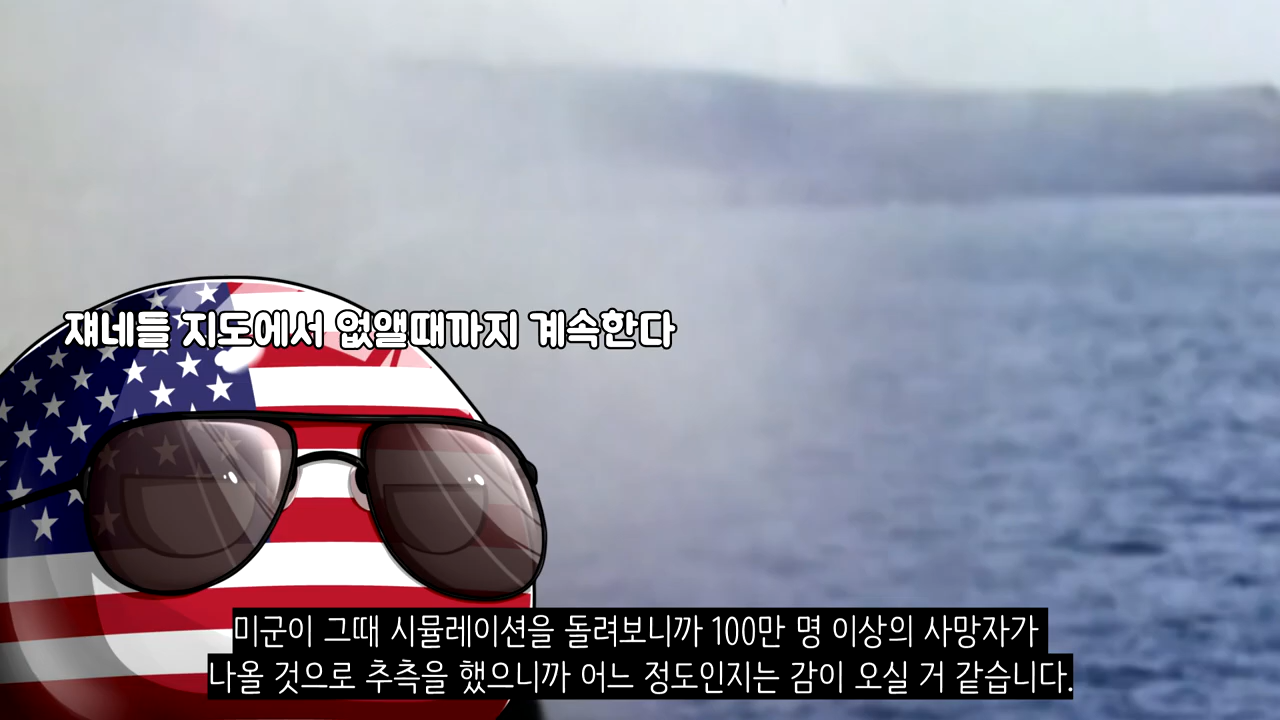 쟤네들 지도에서 없앨때까지 계속한다
미군이 그때 시뮬레이션을 돌려보니까 100만 명 이상의 사망자가
나올 것으로 추측을 했으니까 어느 정도인지는 감이 오실 거 같습니다.